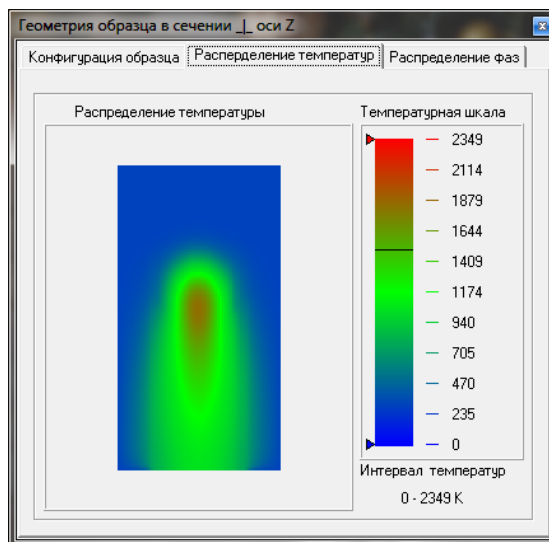 Геометрия образца в сечении _|_ оси Z
Конфигурация образца
Распределение температур
Распределение фаз
Распределение температуры
Температурная шкала
2349
2114
1879
1644
1409
1174
940
705
470
235
0
Интервал температур
0 - 2349 K